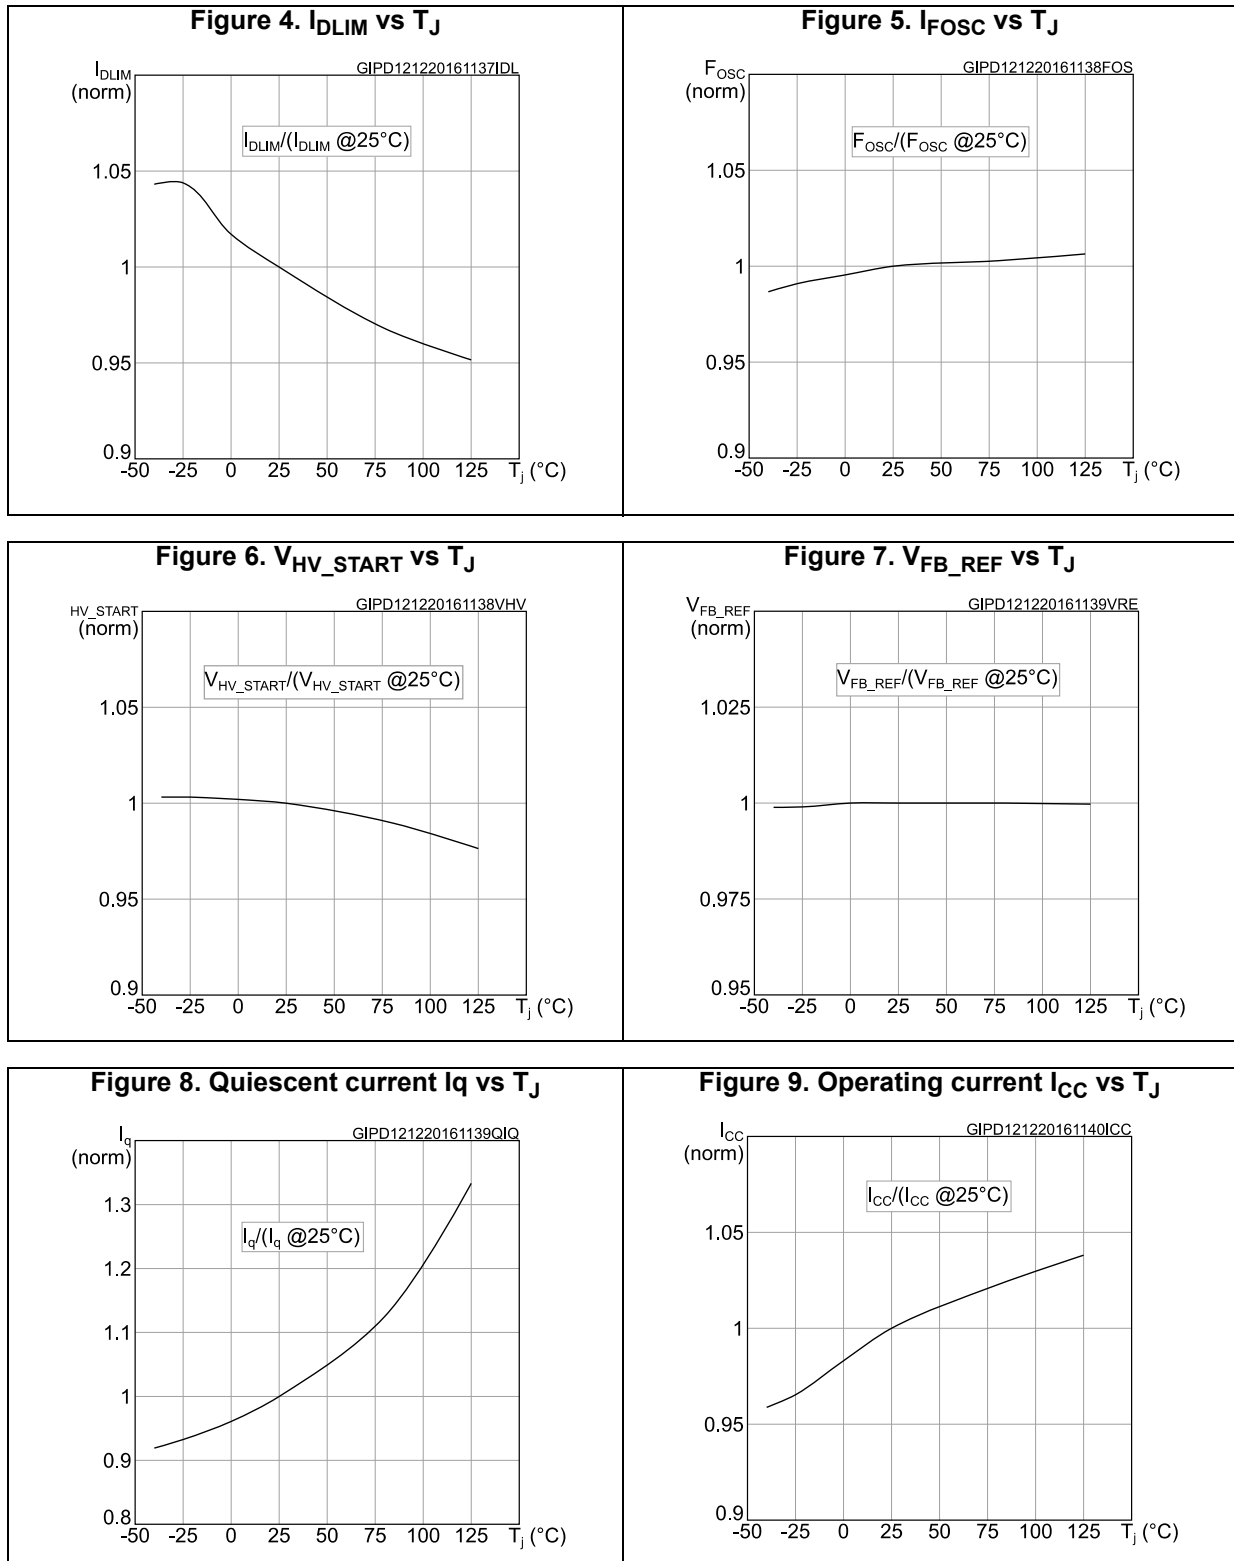 Figure 4. IDLIM vs TJ
IDLIM
(norm)
GIPD121220161137IDL
IDLIM/(IDLIM @25°C)
1.05
1
0.95
0.9
-50 -25 0 25 50 75 100 125 Tj (°C)
Figure 5. IFOSC vs TJ
FOSC
(norm)
GIPD121220161138FOS
FOSC/(FOSC @25°C)
1.05
1
0.95
0.9
-50 -25 0 25 50 75 100 125 Tj (°C)
Figure 6. VHV_START vs TJ
HV_START
(norm)
GIPD121220161138VHV
VHV_START/(VHV_START @25°C)
1.05
1
0.95
0.9
-50 -25 0 25 50 75 100 125 Tj (°C)
Figure 7. VFB_REF vs TJ
VFB_REF
(norm)
GIPD121220161139VRE
VFB_REF/(VFB_REF @25°C)
1.025
1
0.975
0.95
-50 -25 0 25 50 75 100 125 Tj (°C)
Figure 8. Quiescent current Iq vs TJ
Iq
(norm)
GIPD121220161139QIQ
Iq/(Iq @25°C)
1.3
1.2
1.1
1
0.9
0.8
-50 -25 0 25 50 75 100 125 Tj (°C)
Figure 9. Operating current ICC vs TJ
ICC
(norm)
GIPD121220161140ICC
ICC/(ICC @25°C)
1.05
1
0.95
0.9
-50 -25 0 25 50 75 100 125 Tj (°C)